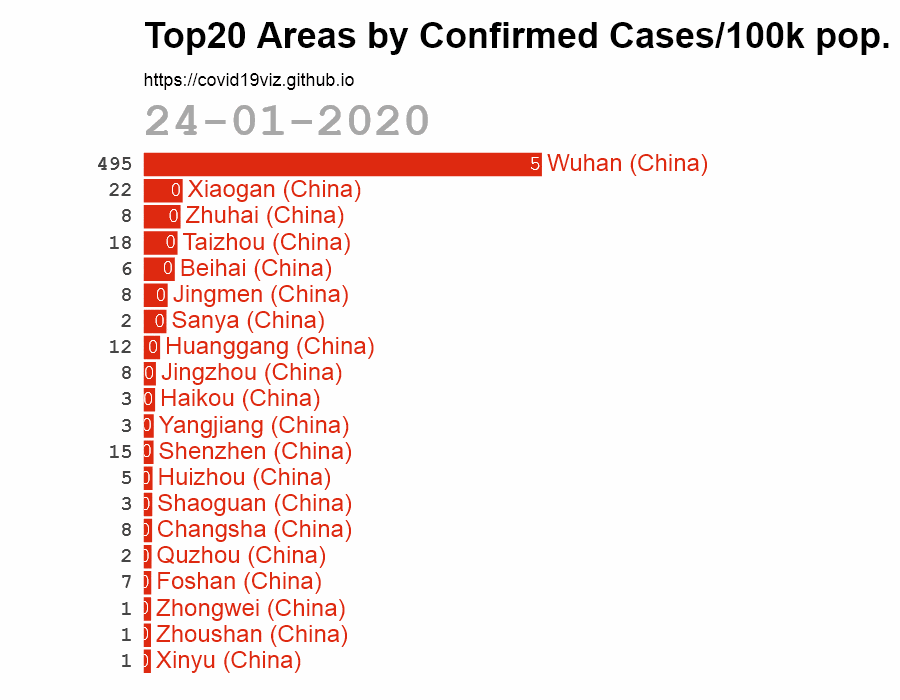 Top20 Areas by Confirmed Cases/100k pop.
https://covid19viz.github.io
24-01-2020
495 5 Wuhan (China)
22 0 Xiaogan (China)
8 0 Zhuhai (China)
18 0 Taizhou (China)
6 0 Beihai (China)
8 0 Jingmen (China)
2 0 Sanya (China)
12 0 Huanggang (China)
8 0 Jingzhou (China)
3 0 Haikou (China)
3 0 Yangjiang (China)
15 0 Shenzhen (China)
5 0 Huizhou (China)
3 0 Shaoguan (China)
8 0 Changsha (China)
2 0 Quzhou (China)
7 0 Foshan (China)
1 0 Zhongwei (China)
1 0 Zhoushan (China)
1 0 Xinyu (China)